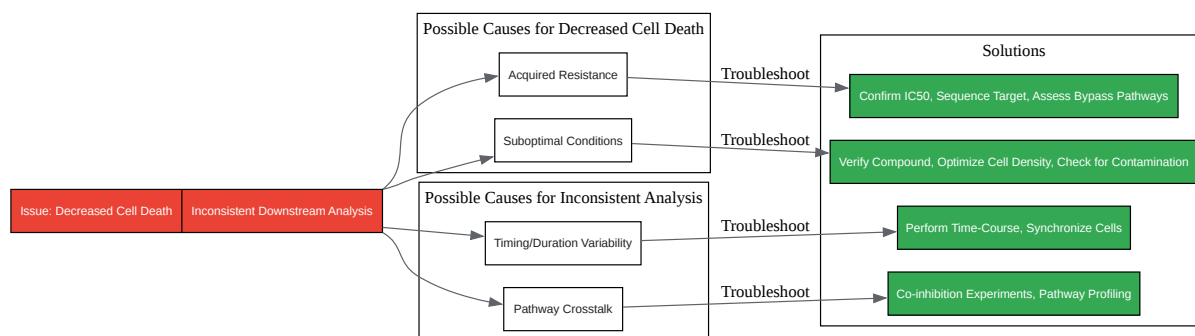 Issue: Decreased Cell Death
Inconsistent Downstream Analysis
Possible Causes for Decreased Cell Death
Acquired Resistance
Suboptimal Conditions
Possible Causes for Inconsistent Analysis
Timing/Duration Variability
Pathway Crosstalk
Troubleshoot
Troubleshoot
Troubleshoot
Troubleshoot
Solutions
Confirm IC50, Sequence Target, Assess Bypass Pathways
Verify Compound, Optimize Cell Density, Check for Contamination
Perform Time-Course, Synchronize Cells
Co-inhibition Experiments, Pathway Profiling